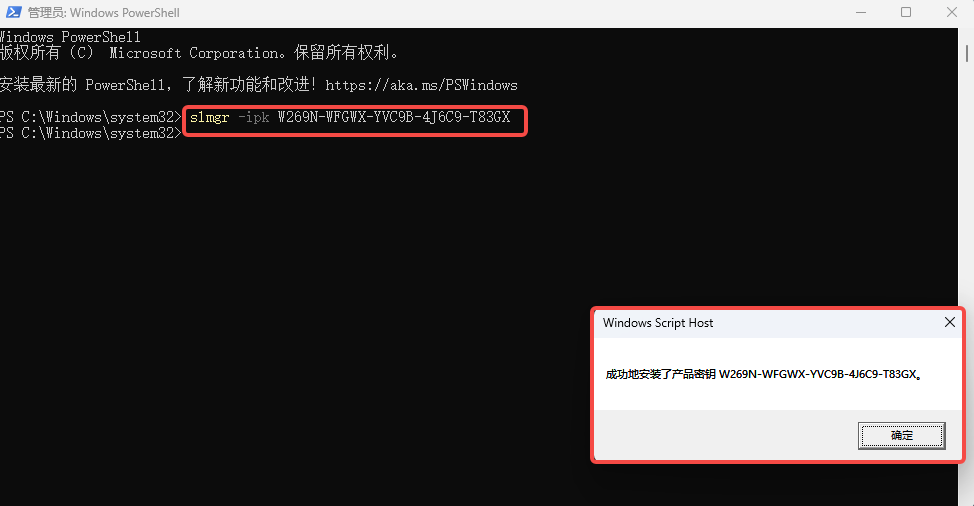 管理员: Windows PowerShell
Windows PowerShell
版权所有（C） Microsoft Corporation。保留所有权利。
安装最新的 PowerShell，了解新功能和改进！https://aka.ms/PSWindows
PS C:\Windows\system32> slmgr -ipk W269N-WFGWX-YVC9B-4J6C9-T83GX
PS C:\Windows\system32>
Windows Script Host
成功地安装了产品密钥 W269N-WFGWX-YVC9B-4J6C9-T83GX。
确定